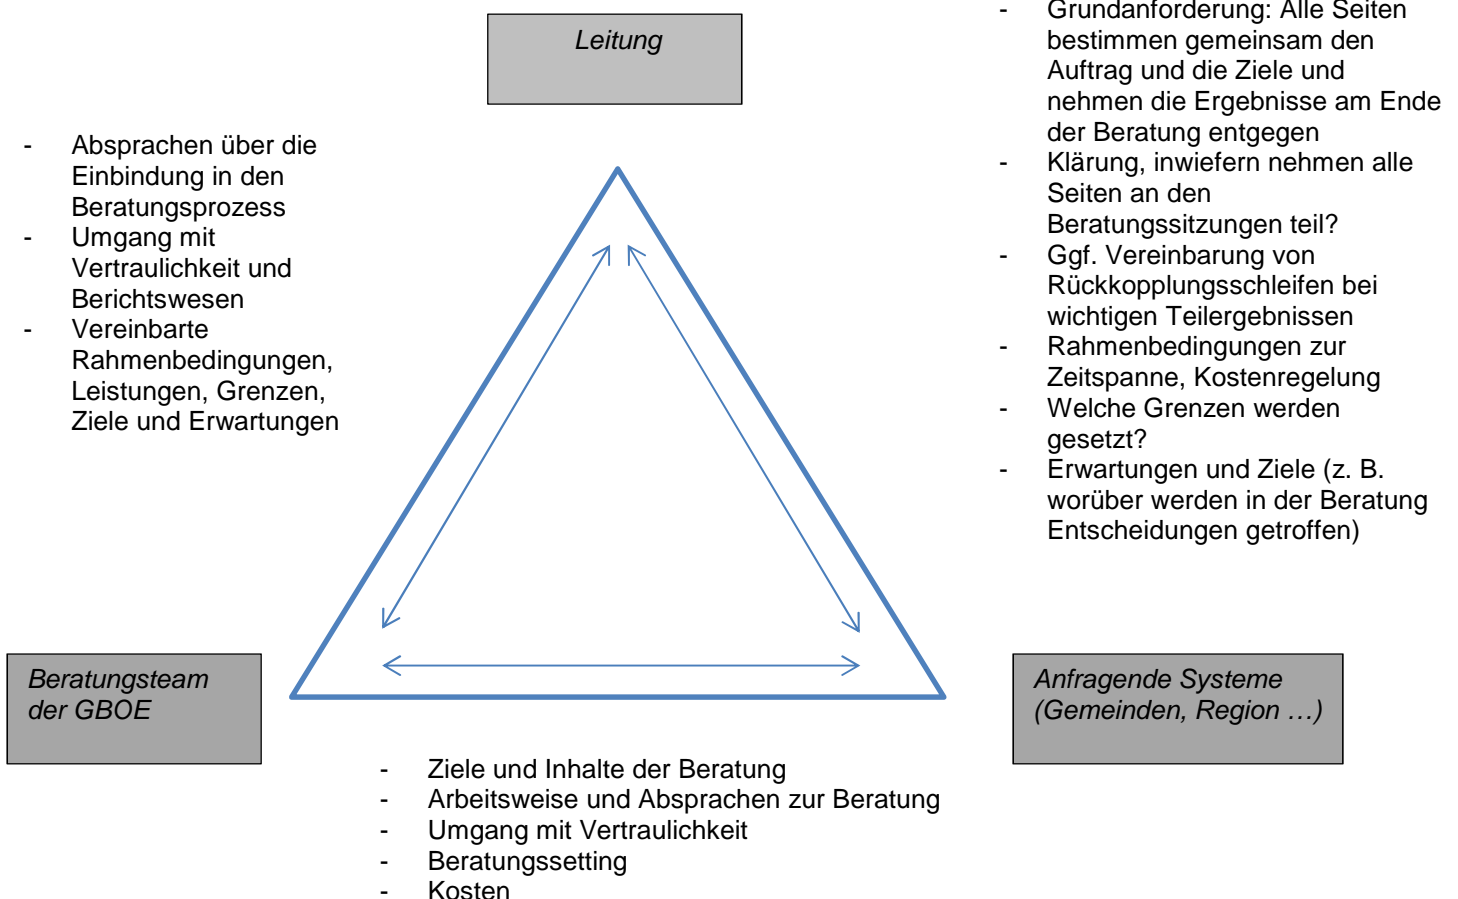 Leitung
- Absprachen über die
Einbindung in den
Beratungsprozess
- Umgang mit
Vertraulichkeit und
Berichtswesen
- Vereinbarte
Rahmenbedingungen,
Leistungen, Grenzen,
Ziele und Erwartungen
- Grundanforderung: Alle Seiten
bestimmen gemeinsam den
Auftrag und die Ziele und
nehmen die Ergebnisse am Ende
der Beratung entgegen
- Klärung, inwiefern nehmen alle
Seiten an den
Beratungssitzungen teil?
- Ggf. Vereinbarung von
Rückkopplungsschleifen bei
wichtigen Teilergebnissen
- Rahmenbedingungen zur
Zeitspanne, Kostenregelung
- Welche Grenzen werden
gesetzt?
- Erwartungen und Ziele (z. B.
worüber werden in der Beratung
Entscheidungen getroffen)
Beratungsteam
der GBOE
Anfragende Systeme
(Gemeinden, Region …)
- Ziele und Inhalte der Beratung
- Arbeitsweise und Absprachen zur Beratung
- Umgang mit Vertraulichkeit
- Beratungssetting
- Kosten